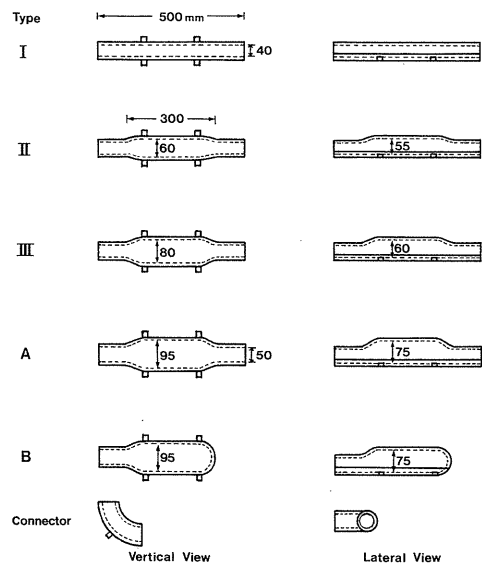 Type
500 mm
I
40
300
II
60
55
III
80
60
A
95
50
75
B
95
75
Connector
Vertical View
Lateral View